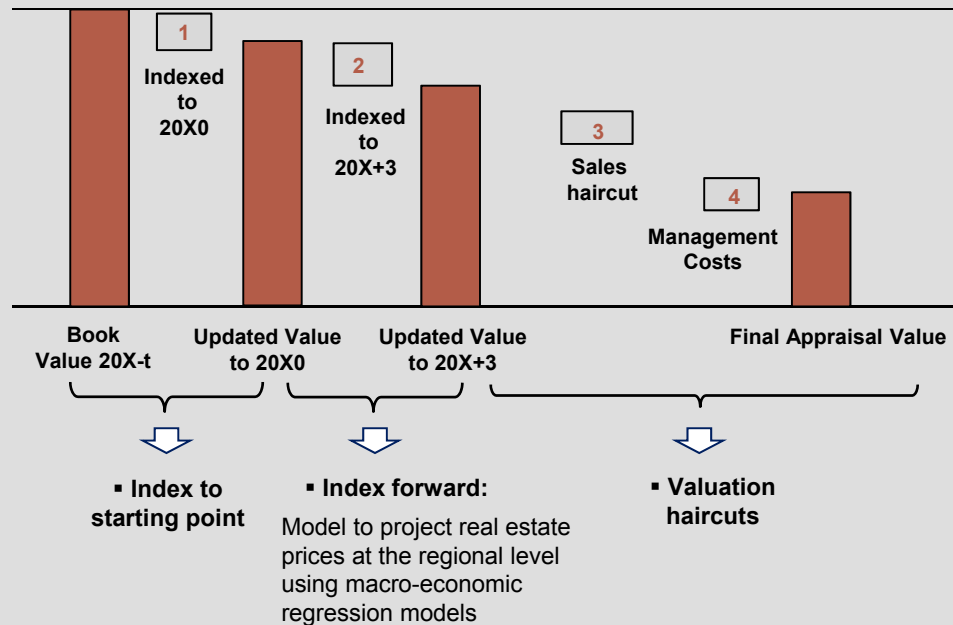 1
Indexed
to
20X0
2
Indexed
to
20X+3
3
Sales
haircut
4
Management
Costs
Book
Value 20X-t
Updated Value
to 20X0
Updated Value
to 20X+3
Final Appraisal Value
▪ Index to
starting point
▪ Index forward:
Model to project real estate
prices at the regional level
using macro-economic
regression models
▪ Valuation
haircuts